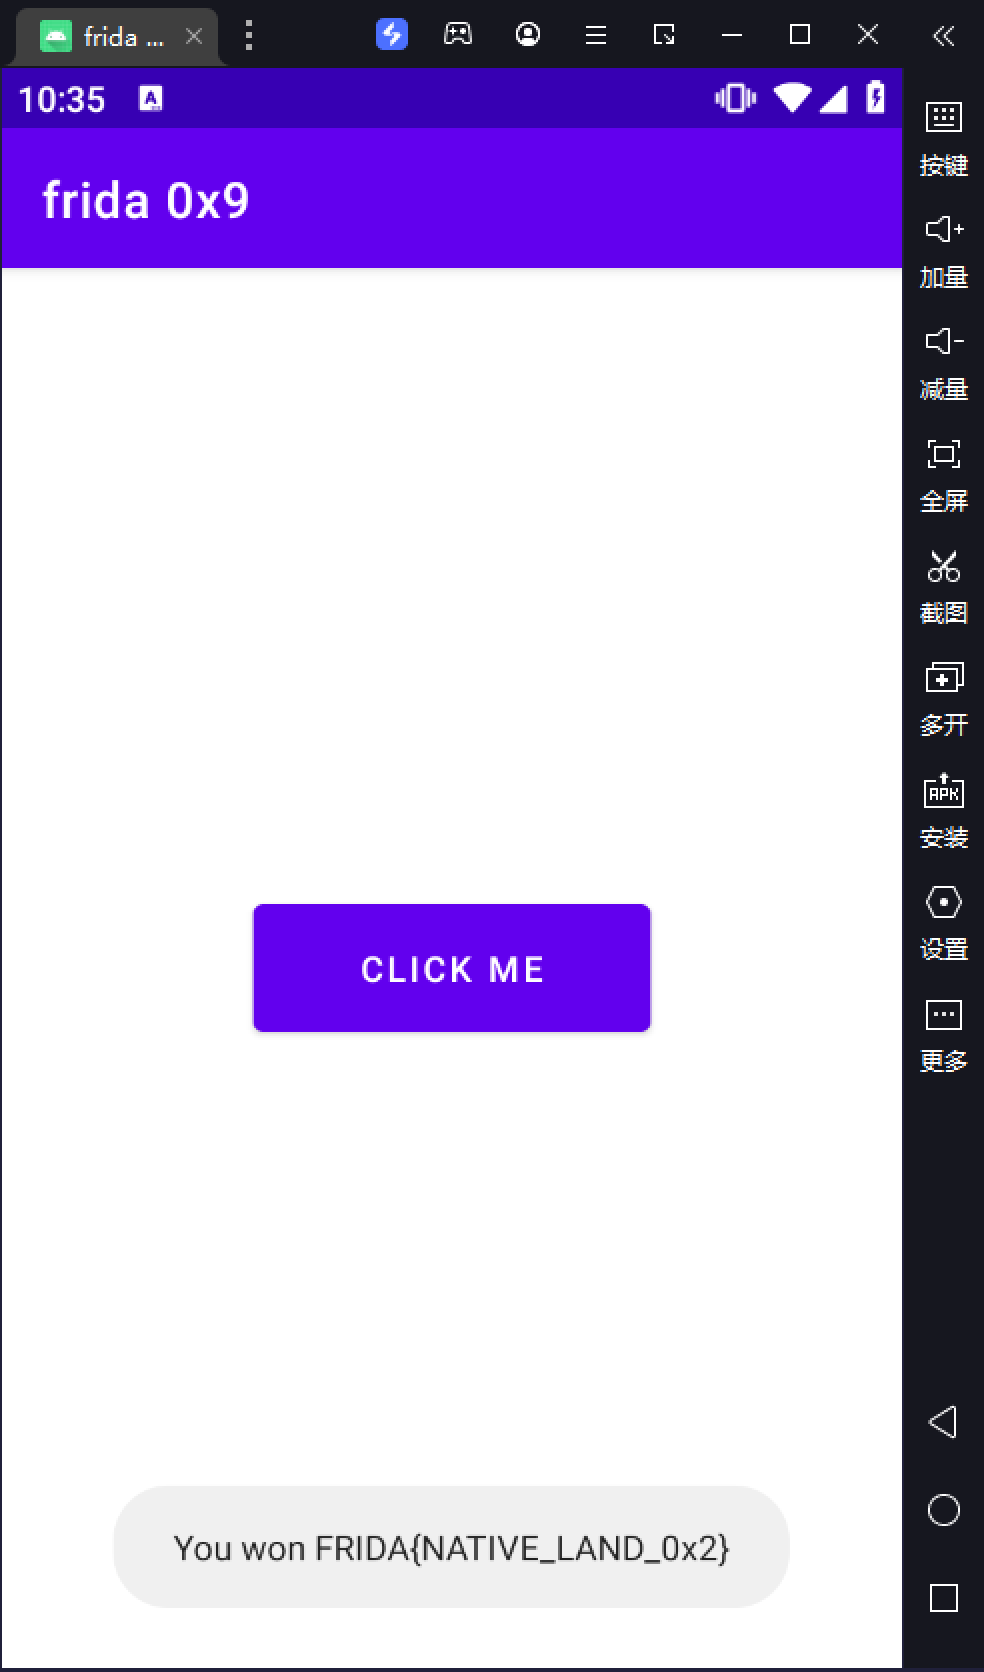 frida ...
10:35
A
frida 0x9
CLICK ME
You won FRIDA{NATIVE_LAND_0x2}
按键
加量
减量
全屏
截图
多开
APK
安装
设置
更多